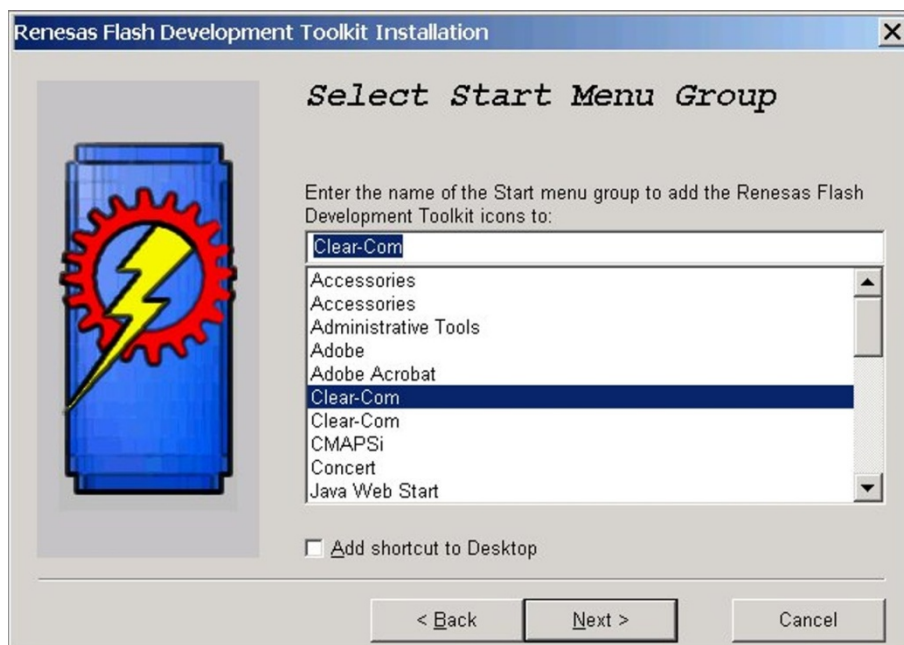 Renesas Flash Development Toolkit Installation
Select Start Menu Group
Enter the name of the Start menu group to add the Renesas Flash
Development Toolkit icons to:
Clear-Com
Accessories
Accessories
Administrative Tools
Adobe
Adobe Acrobat
Clear-Com
Clear-Com
CMAPSi
Concert
Java Web Start
Add shortcut to Desktop
< Back
Next >
Cancel